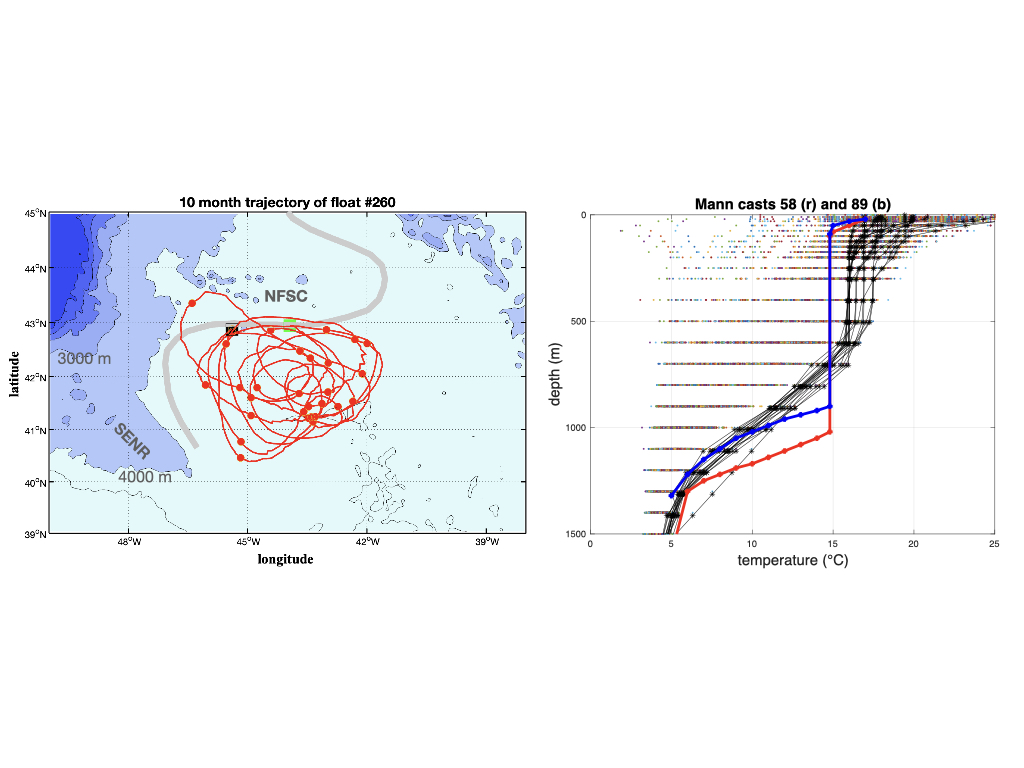 10 month trajectory of float #260
45°N
44°N
43°N
42°N
41°N
40°N
39°N
latitude
NFSC
3000 m
SENR
4000 m
48°W
45°W
42°W
39°W
longitude
Mann casts 58 (r) and 89 (b)
0
500
1000
1500
depth (m)
0
5
10
15
20
25
temperature (°C)